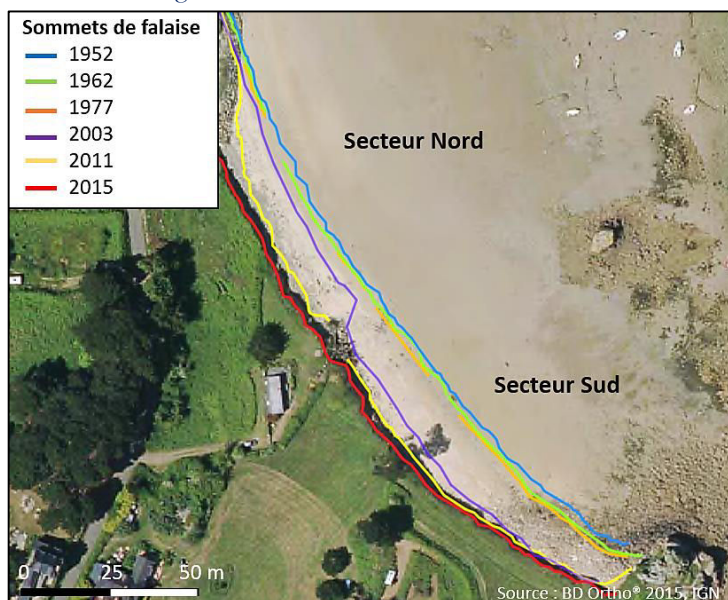 Sommets de falaise
1952
1962
1977
2003
2011
2015
Secteur Nord
Secteur Sud
0 25 50 m
Source : BD Ortho® 2015, IGN